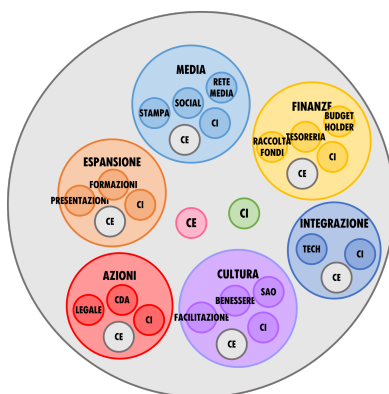 MEDIA
RETE
MEDIA
SOCIAL
STAMPA
CI
CE
FINANZE
BUDGET
HOLDER
TESORERIA
RACCOLTA
FONDI
CI
CE
ESPANSIONE
FORMAZIONI
PRESENTAZIONI
CI
CE
CE
CI
INTEGRAZIONE
TECH
CI
CE
AZIONI
CDA
LEGALE
CI
CE
CULTURA
SAO
BENESSERE
FACILITAZIONE
CI
CE